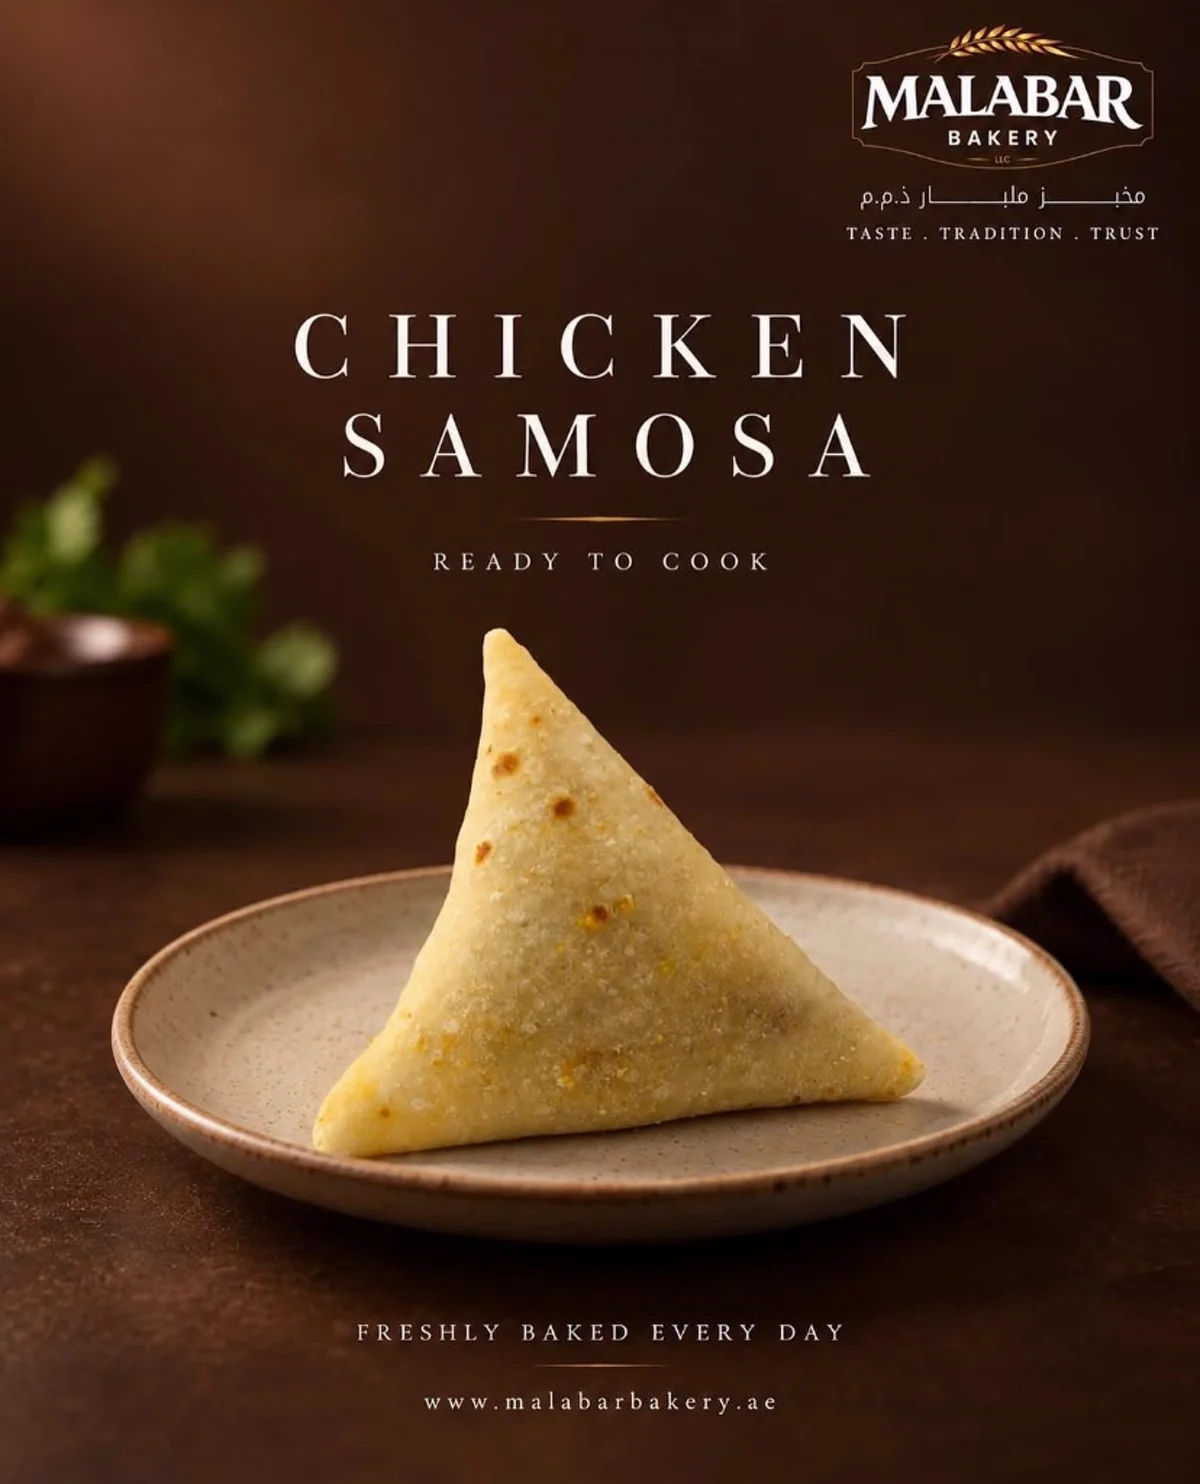 MALABAR
BAKERY
LLC
مخبـــز ملبـــار ذ.م.م
TASTE . TRADITION . TRUST
CHICKEN
SAMOSA
READY TO COOK
FRESHLY BAKED EVERY DAY
www.malabarbakery.ae